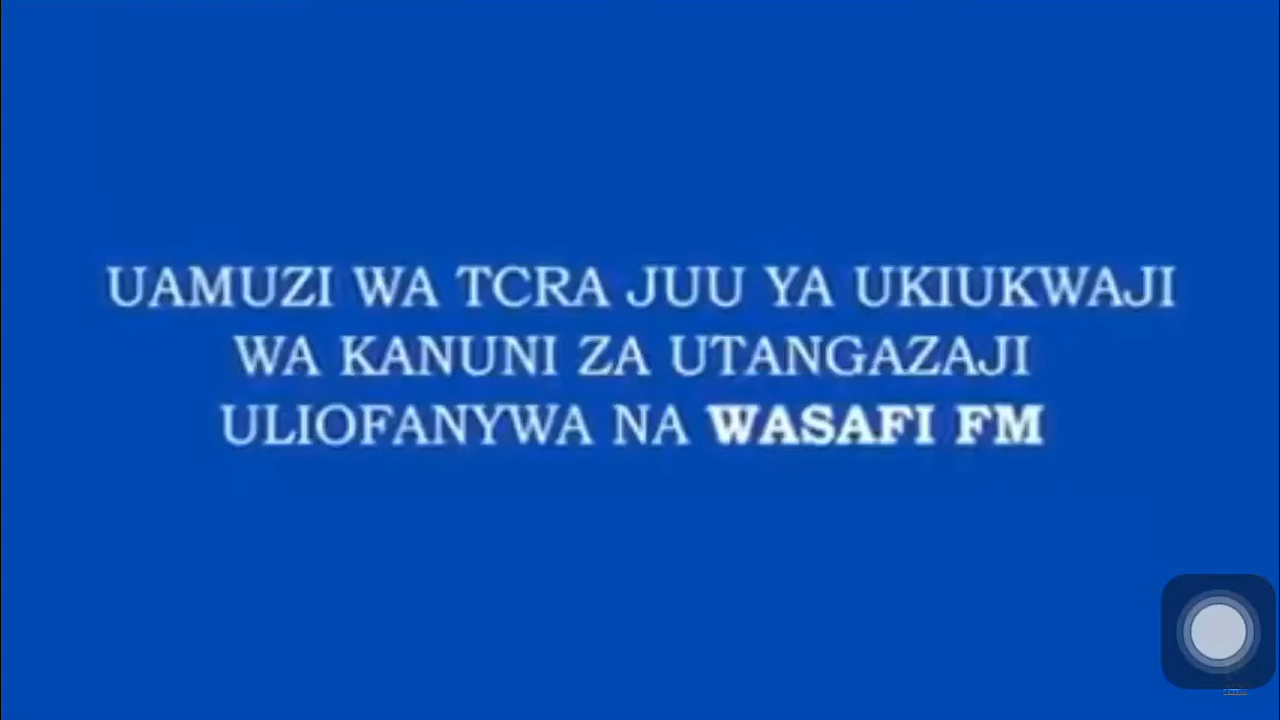 UAMUZI WA TCRA JUU YA UKIUKWAJI
WA KANUNI ZA UTANGAZAJI
ULIOFANYWA NA WASAFI FM